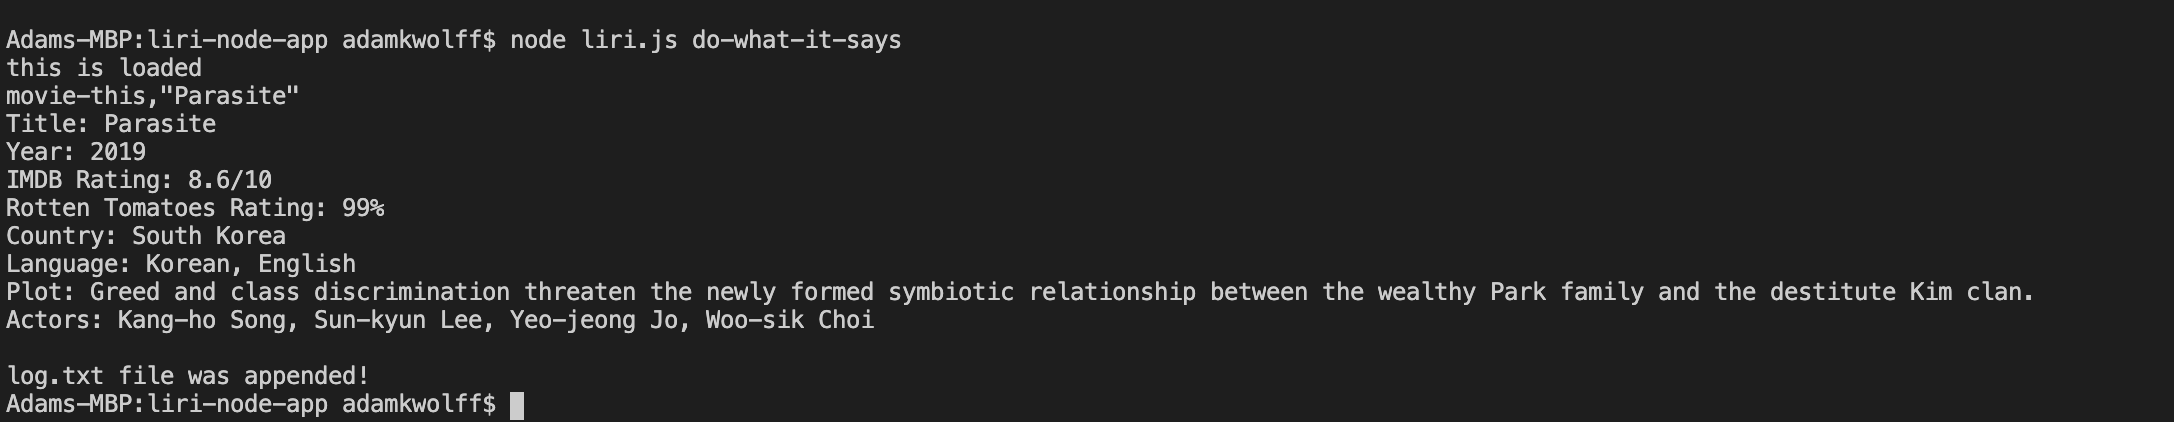 Adams-MBP:liri-node-app adamkwolff$ node liri.js do-what-it-says
this is loaded
movie-this,"Parasite"
Title: Parasite
Year: 2019
IMDB Rating: 8.6/10
Rotten Tomatoes Rating: 99%
Country: South Korea
Language: Korean, English
Plot: Greed and class discrimination threaten the newly formed symbiotic relationship between the wealthy Park family and the destitute Kim clan.
Actors: Kang-ho Song, Sun-kyun Lee, Yeo-jeong Jo, Woo-sik Choi
log.txt file was appended!
Adams-MBP:liri-node-app adamkwolff$